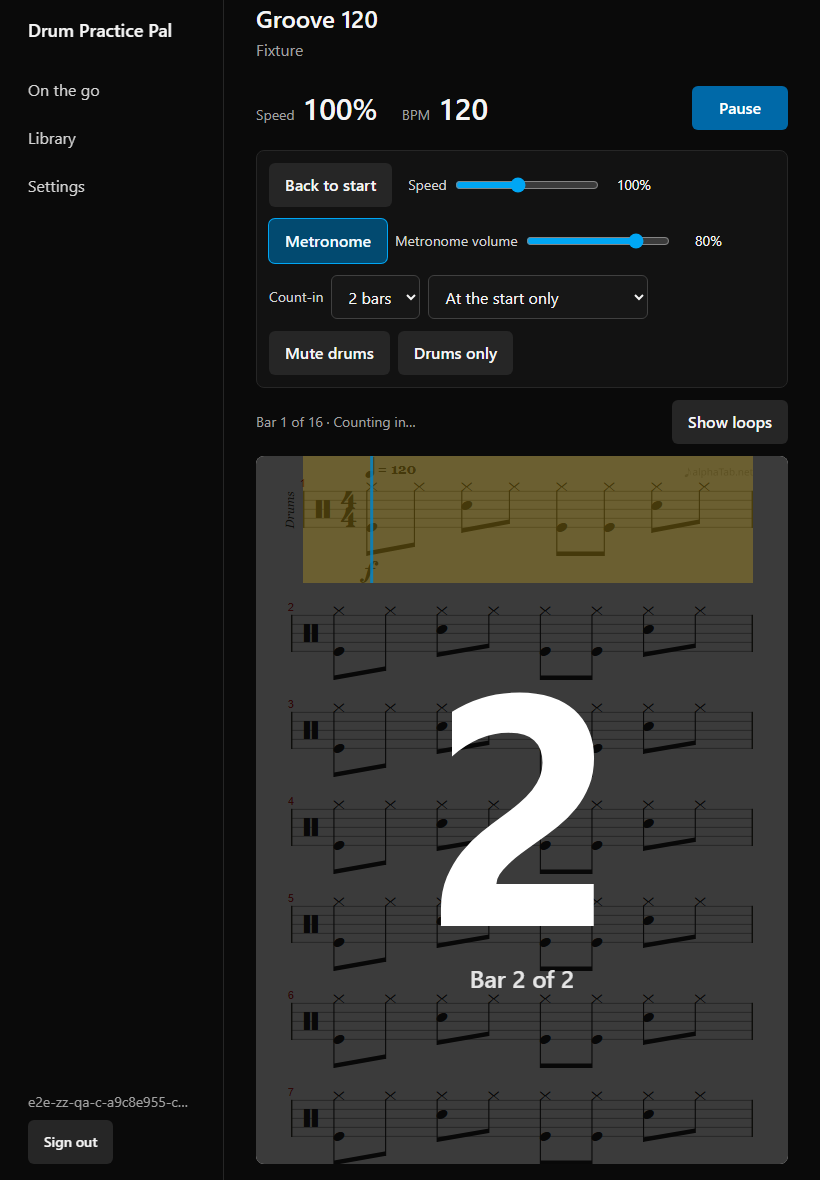 Drum Practice Pal
On the go
Library
Settings
e2e-zz-qa-c-a9c8e955-c...
Sign out
Groove 120
Fixture
Speed 100% BPM 120
Pause
Back to start Speed 100%
Metronome Metronome volume 80%
Count-in 2 bars At the start only
Mute drums Drums only
Bar 1 of 16 · Counting in...
Show loops
= 120
1
Drums
4
4
f
2
3
4
5
6
7
2
Bar 2 of 2